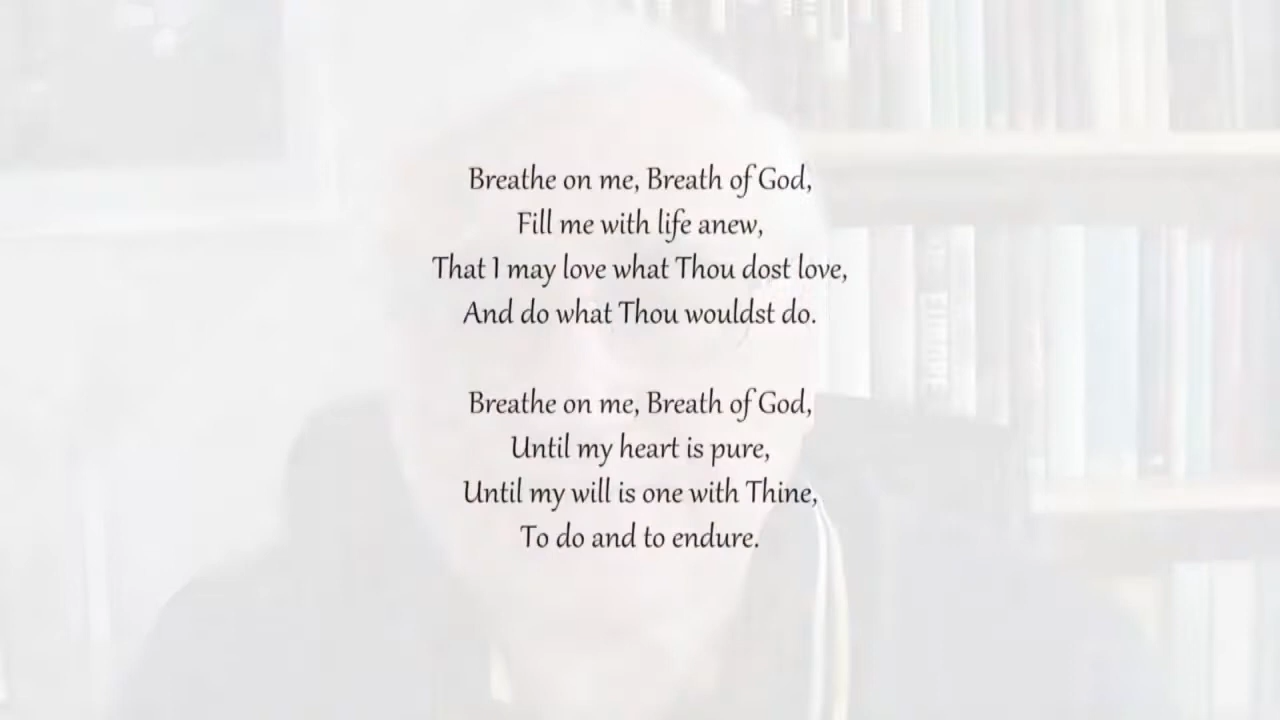 Breathe on me, Breath of God,
Fill me with life anew,
That I may love what Thou dost love,
And do what Thou wouldst do.
Breathe on me, Breath of God,
Until my heart is pure,
Until my will is one with Thine,
To do and to endure.